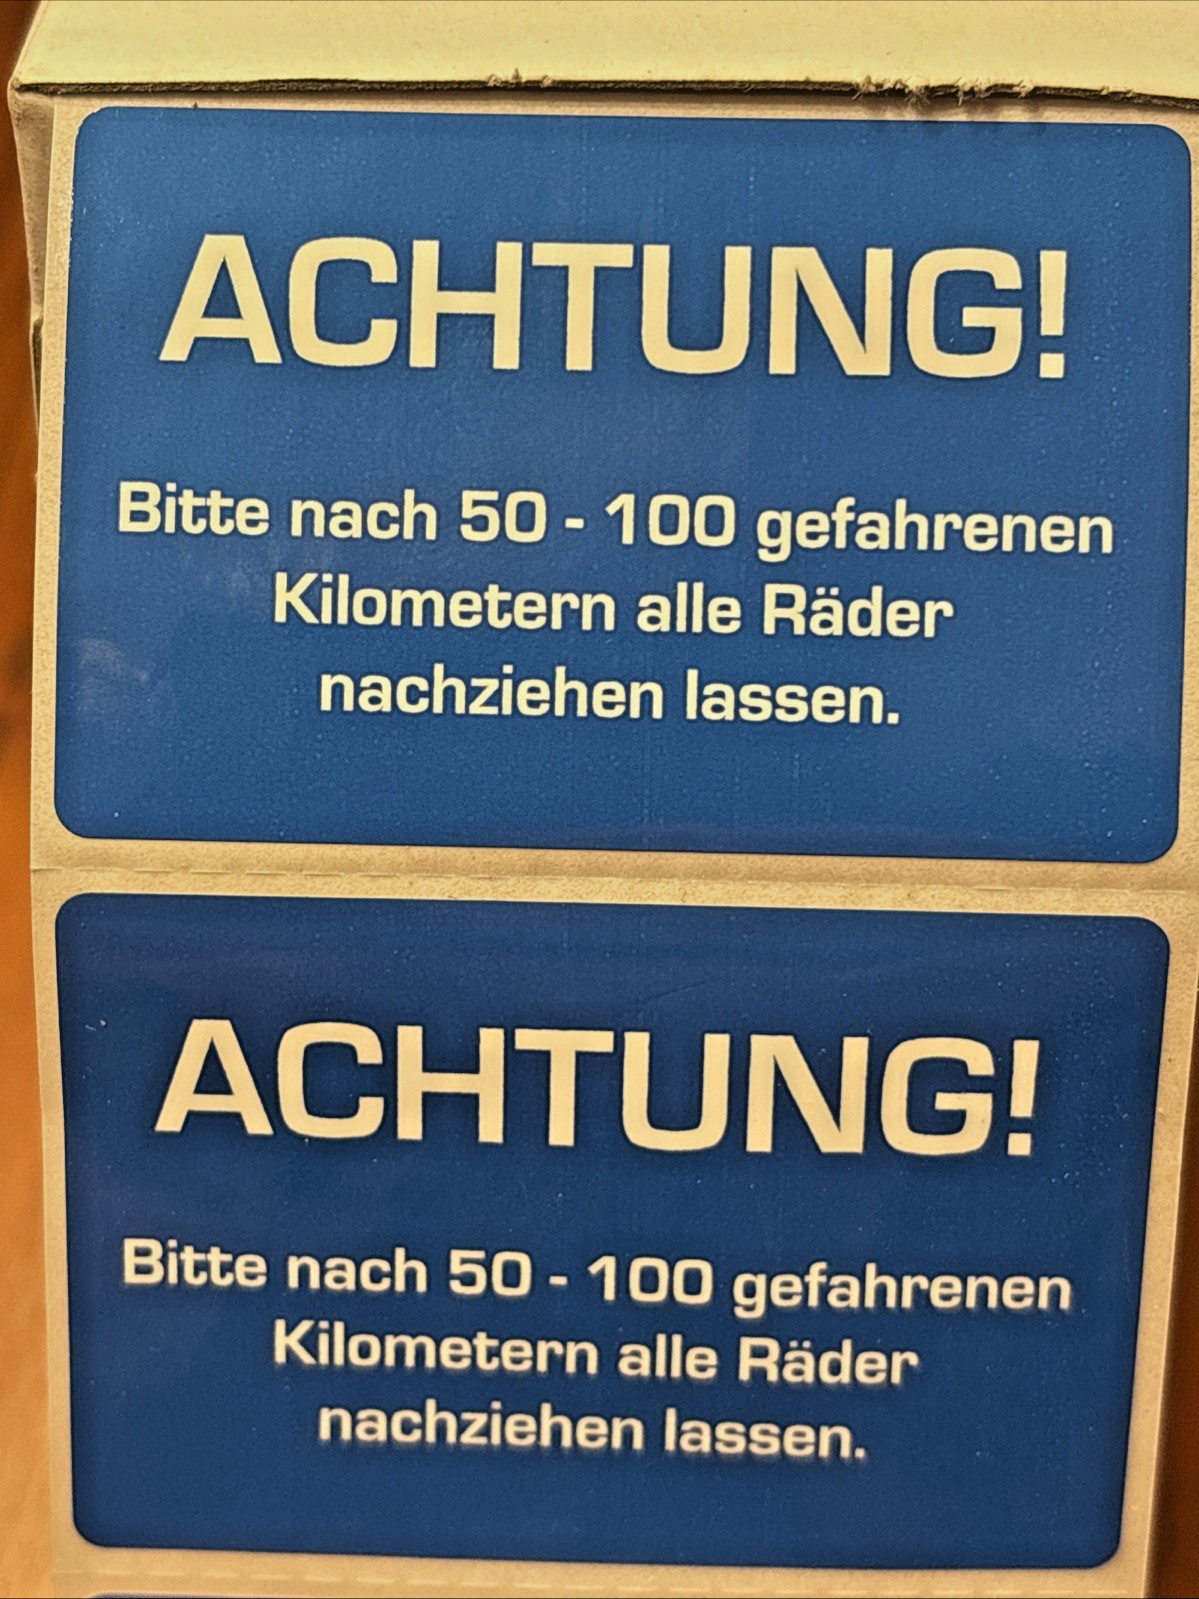 ACHTUNG!
Bitte nach 50 - 100 gefahrenen
Kilometern alle Räder
nachziehen lassen.
ACHTUNG!
Bitte nach 50 - 100 gefahrenen
Kilometern alle Räder
nachziehen lassen.